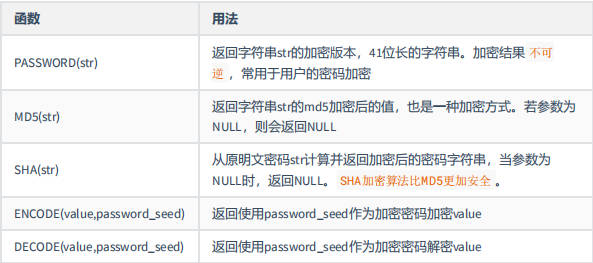 函数 用法
返回字符串str的加密版本，41位长的字符串。加密结果 不可
PASSWORD(str)
逆 ，常用于用户的密码加密
返回字符串str的md5加密后的值，也是一种加密方式。若参数为
MD5(str)
NULL，则会返回NULL
从原明文密码str计算并返回加密后的密码字符串，当参数为
SHA(str)
NULL时，返回NULL。 SHA加密算法比MD5更加安全 。
ENCODE(value,password_seed) 返回使用password_seed作为加密密码加密value
DECODE(value,password_seed) 返回使用password_seed作为加密密码解密value